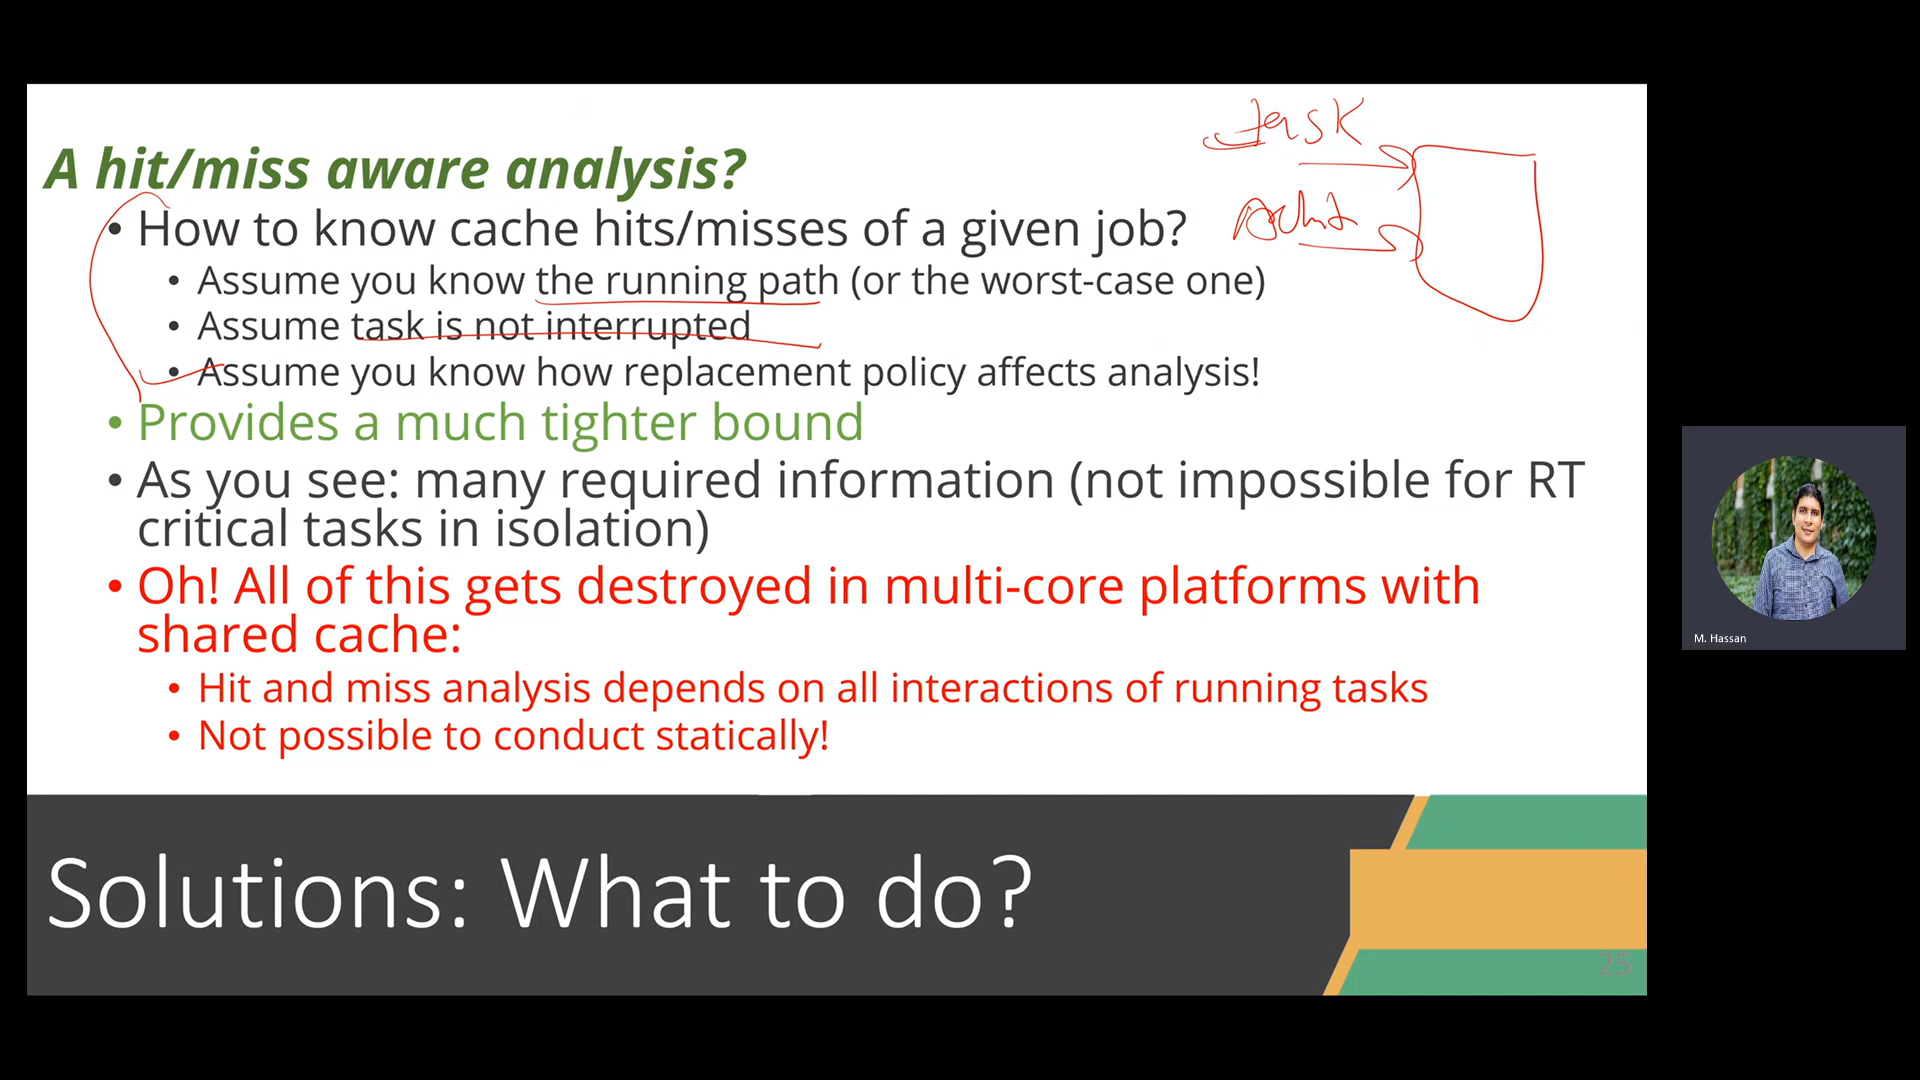 task
A hit/miss aware analysis?
• How to know cache hits/misses of a given job?
• Assume you know the running path (or the worst-case one)
• Assume task is not interrupted
• Assume you know how replacement policy affects analysis!
• Provides a much tighter bound
• As you see: many required information (not impossible for RT
critical tasks in isolation)
• Oh! All of this gets destroyed in multi-core platforms with
shared cache:
• Hit and miss analysis depends on all interactions of running tasks
• Not possible to conduct statically!
Solutions: What to do?
25
M. Hassan